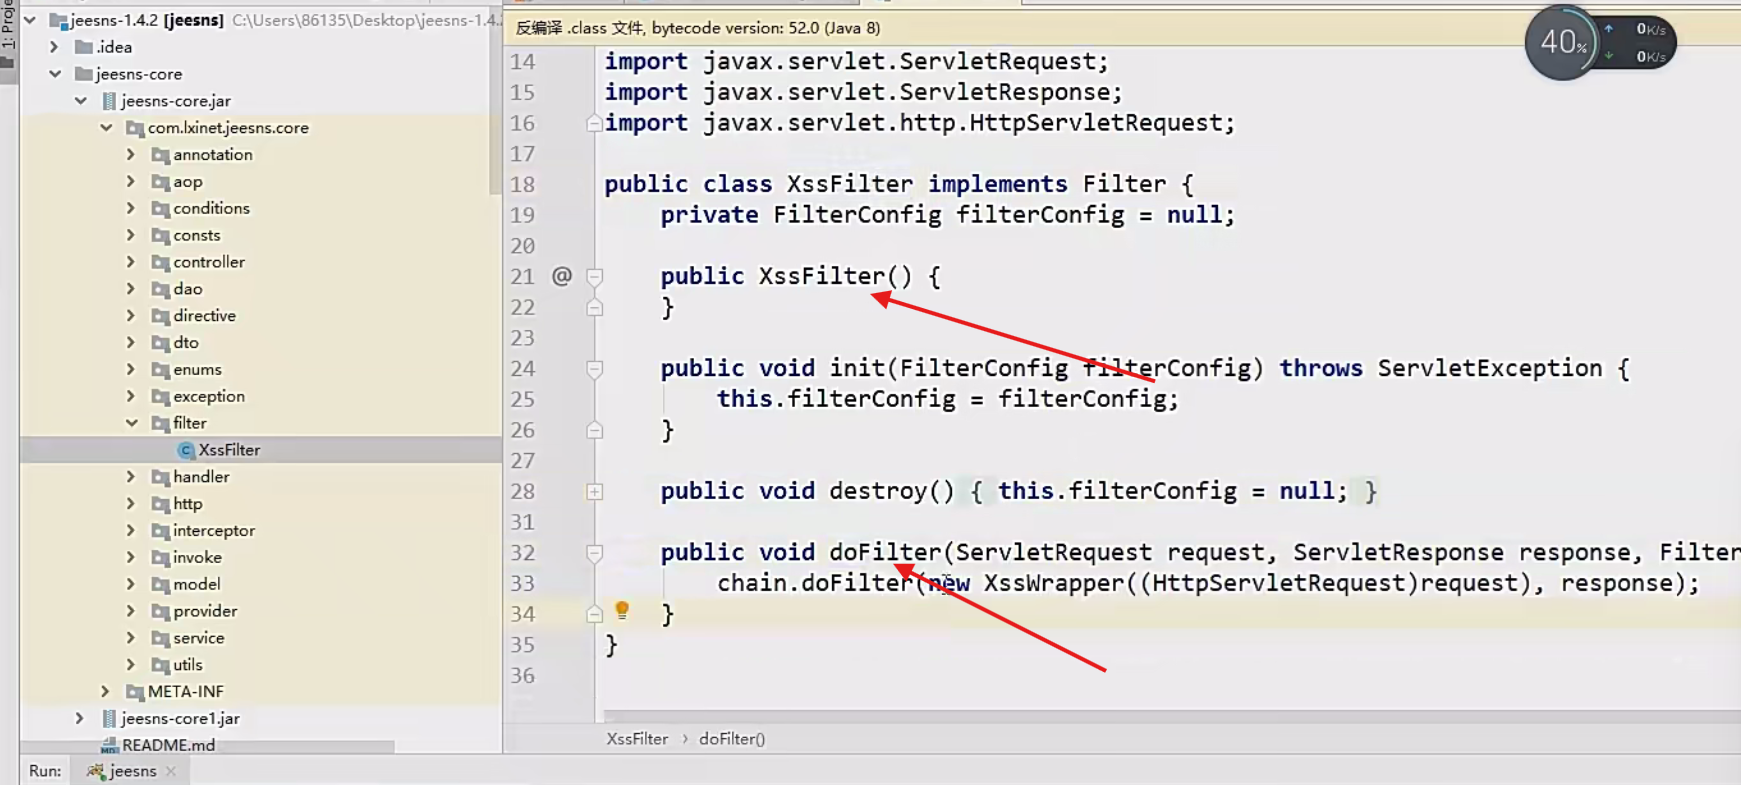 1: Proje
jeesns-1.4.2 [jeesns] C:\Users\86135\Desktop\jeesns-1.4.
.idea
jeesns-core
jeesns-core.jar
com.lxinet.jeesns.core
annotation
aop
conditions
consts
controller
dao
directive
dto
enums
exception
filter
XssFilter
handler
http
interceptor
invoke
model
provider
service
utils
META-INF
jeesns-core1.jar
README.md
反编译 .class 文件, bytecode version: 52.0 (Java 8)
40%
0K/s
0K/s
14 import javax.servlet.ServletRequest;
15 import javax.servlet.ServletResponse;
16 import javax.servlet.http.HttpServletRequest;
17
18 public class XssFilter implements Filter {
19 private FilterConfig filterConfig = null;
20
21 @ public XssFilter() {
22 }
23
24 public void init(FilterConfig filterConfig) throws ServletException {
25 this.filterConfig = filterConfig;
26 }
27
28 public void destroy() { this.filterConfig = null; }
31
32 public void doFilter(ServletRequest request, ServletResponse response, Filter
33 chain.doFilter(new XssWrapper((HttpServletRequest)request), response);
34 }
35 }
36
XssFilter › doFilter()
Run: jeesns